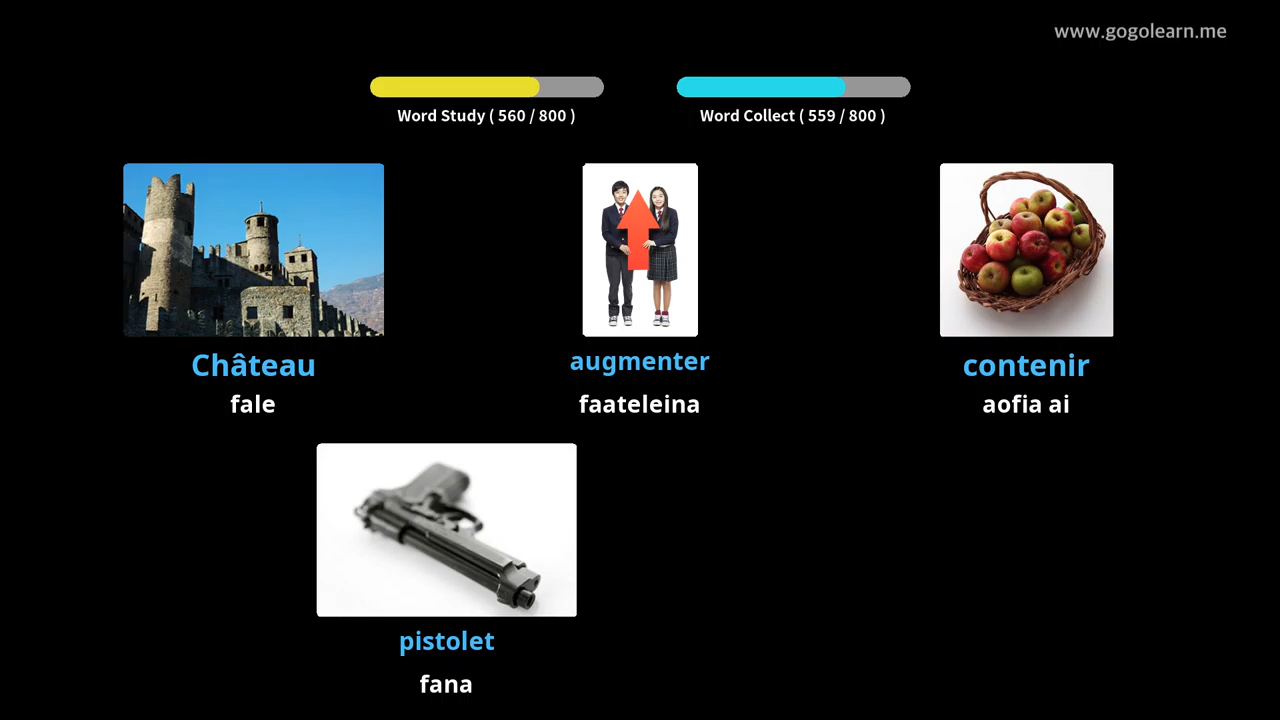 www.gogolearn.me
Word Study ( 560 / 800 )
Word Collect ( 559 / 800 )
Château
augmenter
contenir
fale
faateleina
aofia ai
pistolet
fana